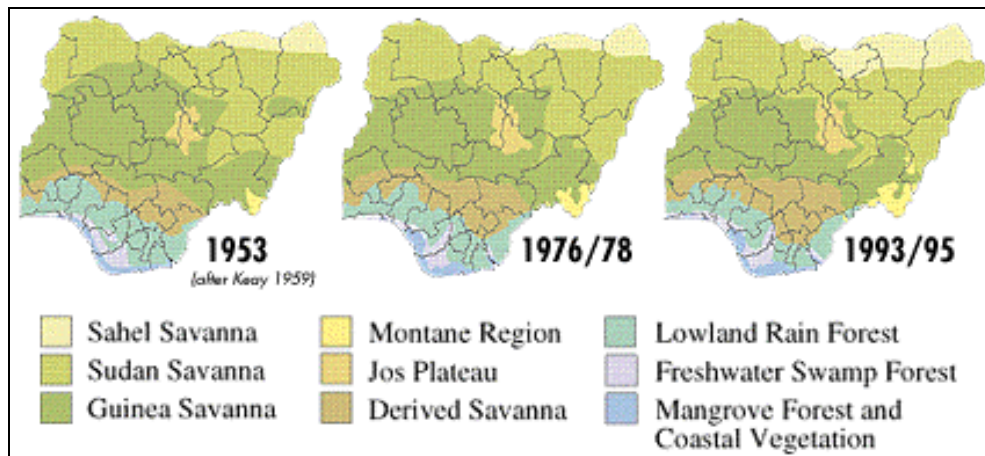 1953
(after Keay 1959)
1976/78
1993/95
Sahel Savanna
Sudan Savanna
Guinea Savanna
Montane Region
Jos Plateau
Derived Savanna
Lowland Rain Forest
Freshwater Swamp Forest
Mangrove Forest and
Coastal Vegetation